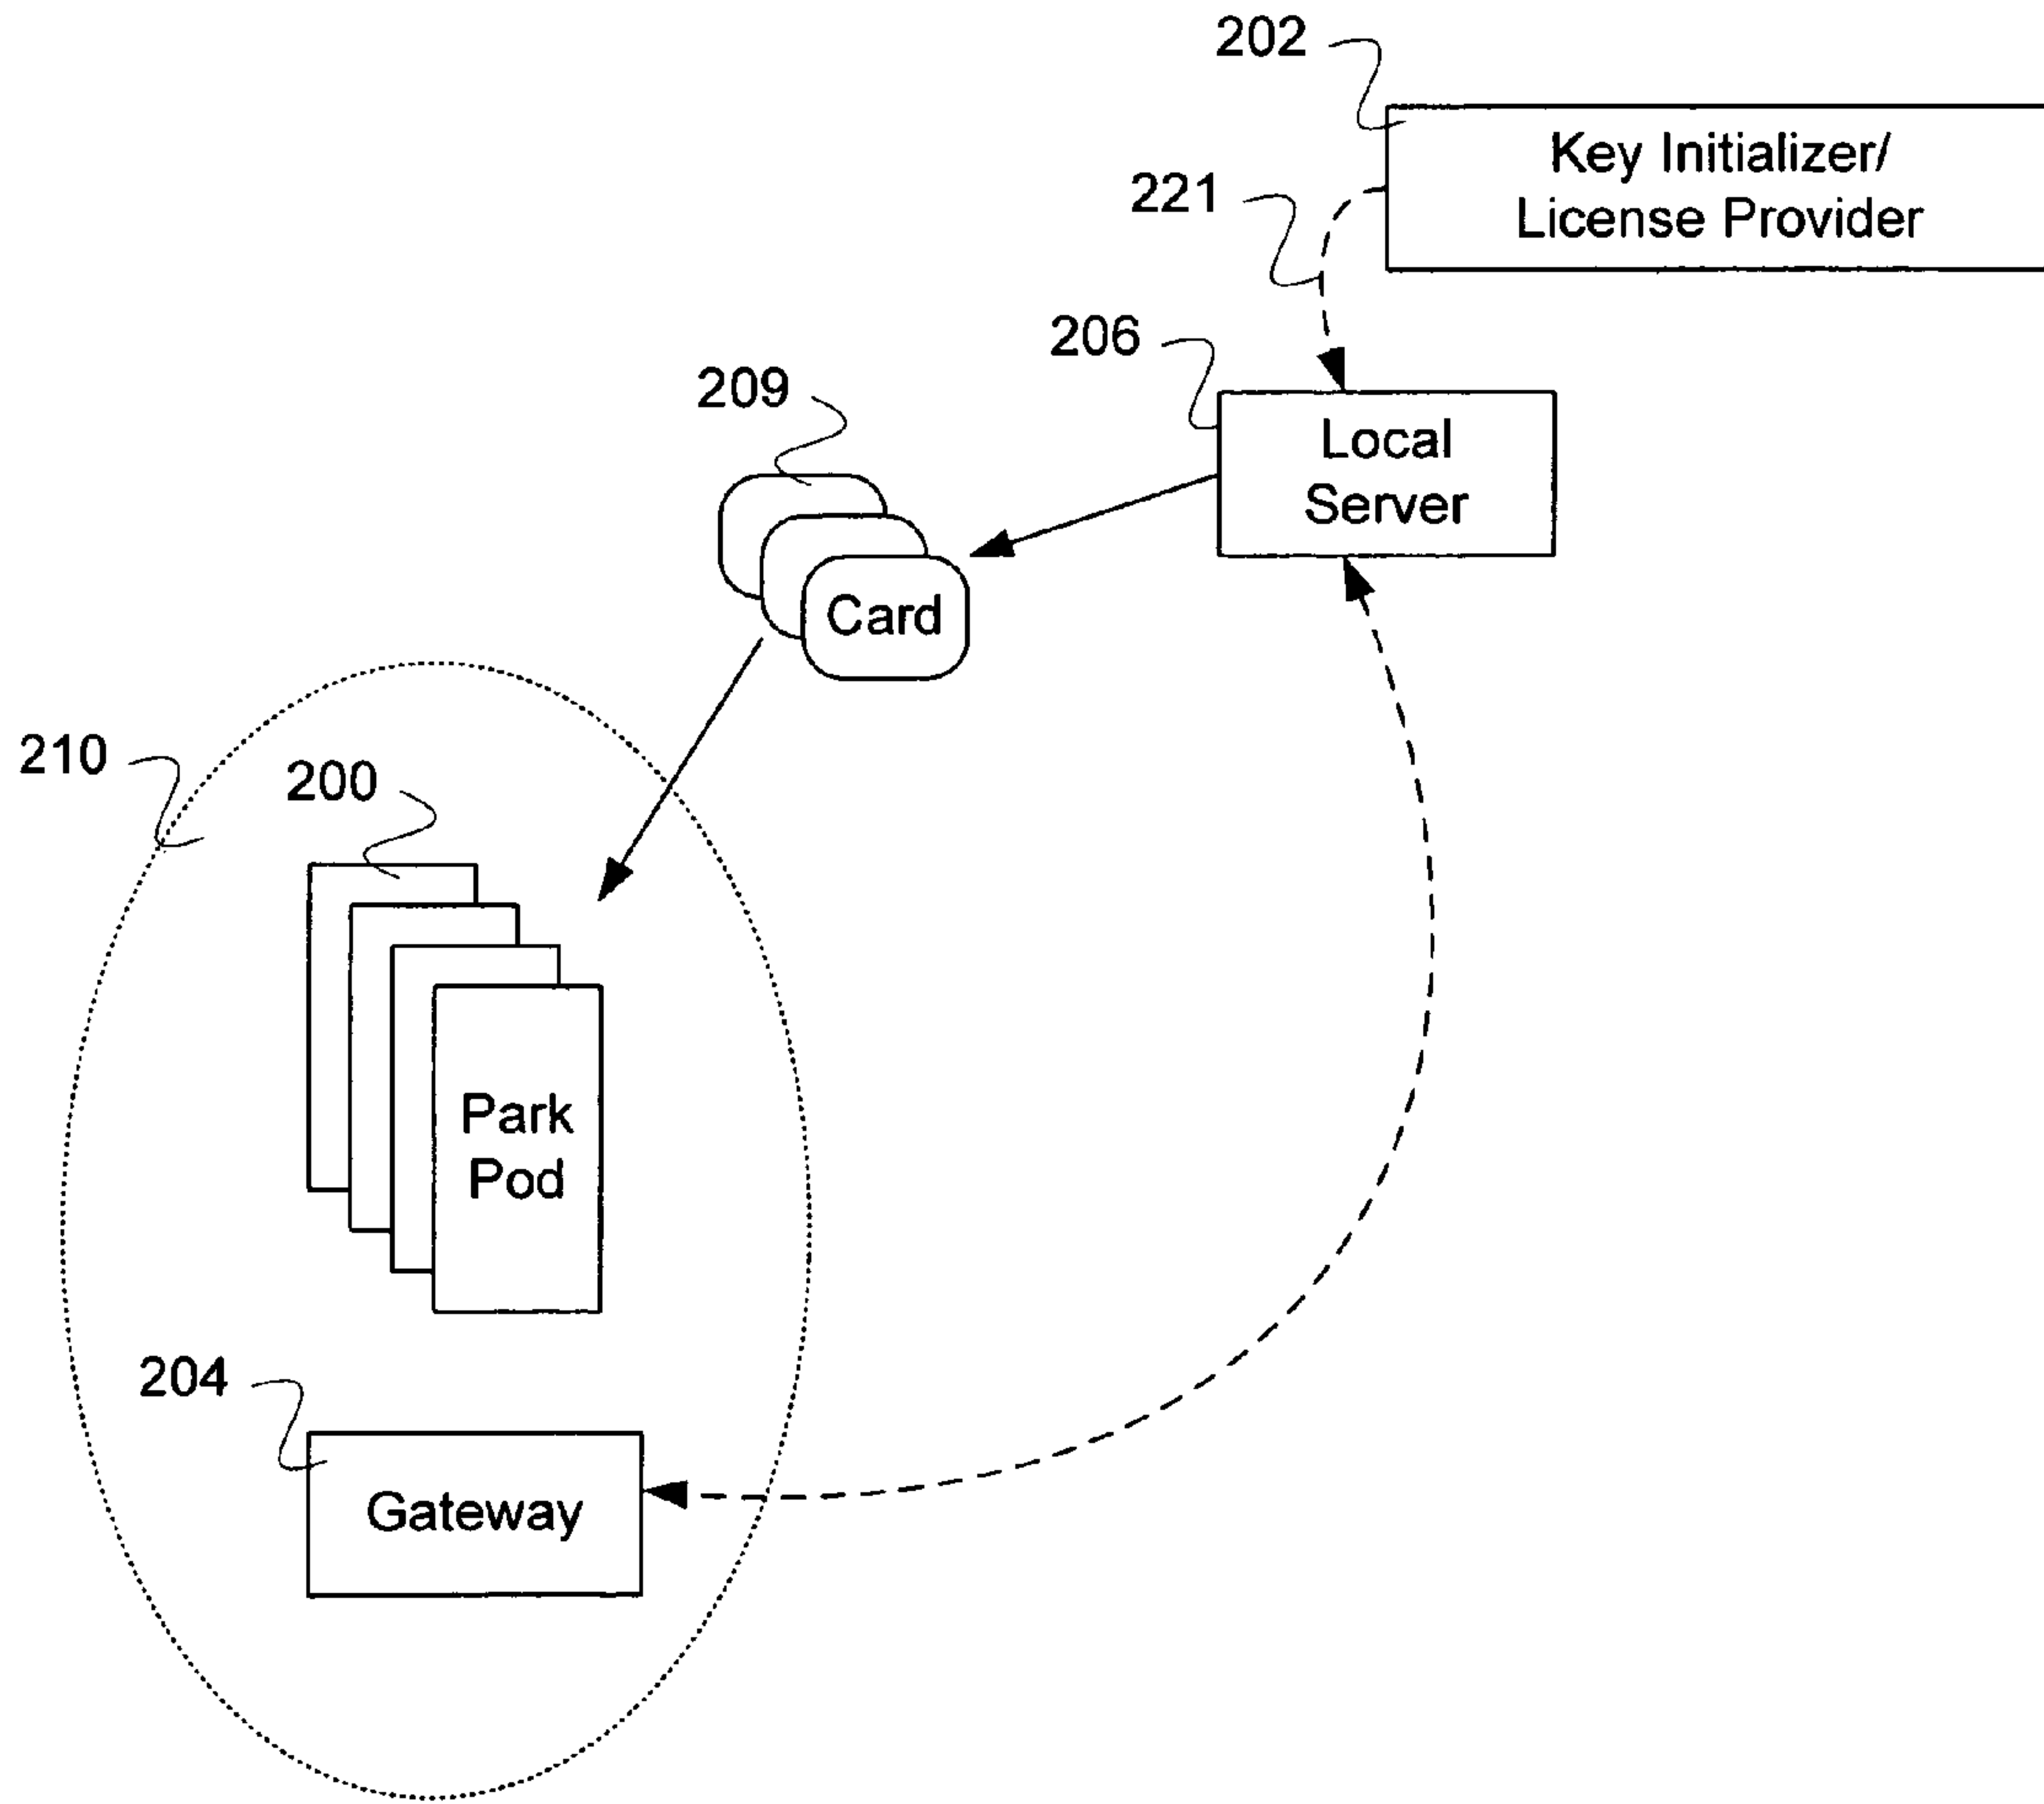 202
Key Initializer/
License Provider
221
206
Local
Server
209
Card
210
200
Park
Pod
204
Gateway